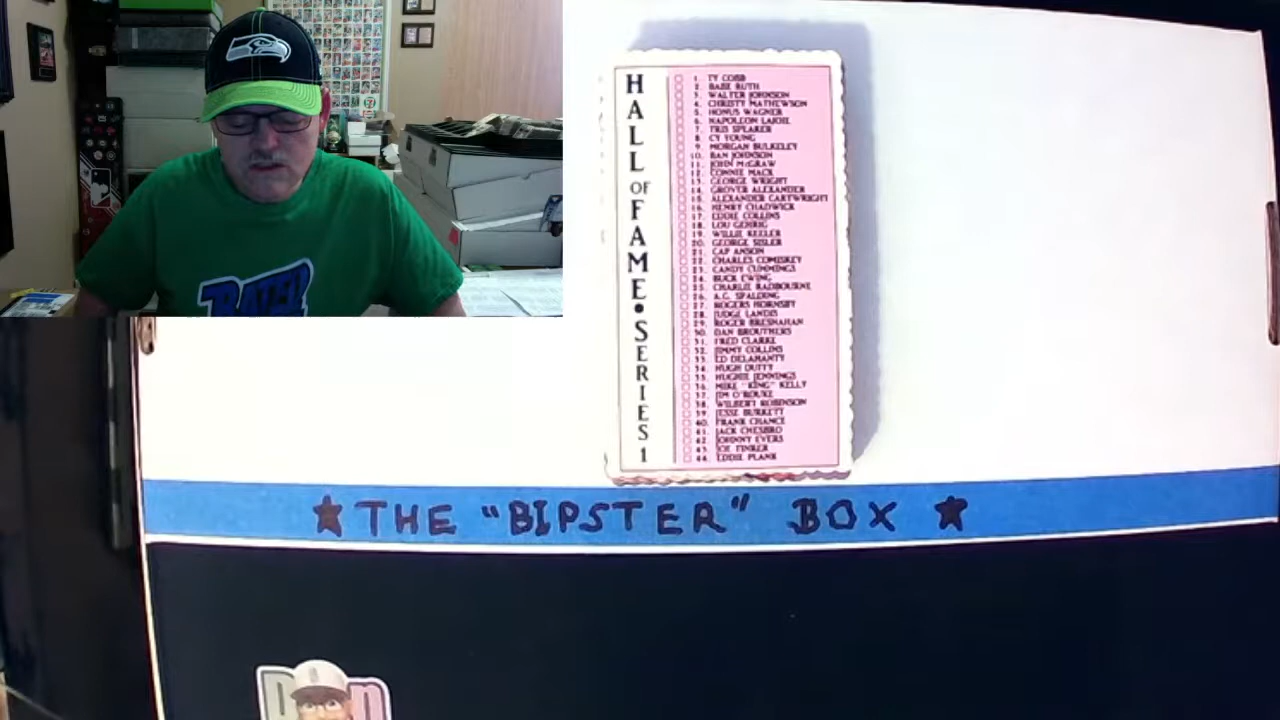 HALL OF FAME • SERIES 1
1. TY COBB
2. BABE RUTH
3. WALTER JOHNSON
4. CHRISTY MATHEWSON
5. HONUS WAGNER
6. NAPOLEON LAJOIE
7. TRIS SPEAKER
8. CY YOUNG
9. MORGAN BULKELEY
10. BAN JOHNSON
11. JOHN McGRAW
12. CONNIE MACK
13. GEORGE WRIGHT
14. GROVER ALEXANDER
15. ALEXANDER CARTWRIGHT
16. HENRY CHADWICK
17. EDDIE COLLINS
18. LOU GEHRIG
19. WILLIE KEELER
20. GEORGE SISLER
21. CAP ANSON
22. CHARLES COMISKEY
23. CANDY CUMMINGS
24. BUCK EWING
25. CHARLIE RADBOURNE
26. A.G. SPALDING
27. ROGERS HORNSBY
28. JUDGE LANDIS
29. ROGER BRESNAHAN
30. DAN BROUTHERS
31. FRED CLARKE
32. JIMMY COLLINS
33. ED DELAHANTY
34. HUGH DUFFY
35. HUGHIE JENNINGS
36. MIKE "KING" KELLY
37. JIM O'ROUKE
38. WILBERT ROBINSON
39. JESSE BURKETT
40. FRANK CHANCE
41. JACK CHESBRO
42. JOHNNY EVERS
43. JOE TINKER
44. EDDIE PLANK
★ THE "BIPSTER" BOX ★